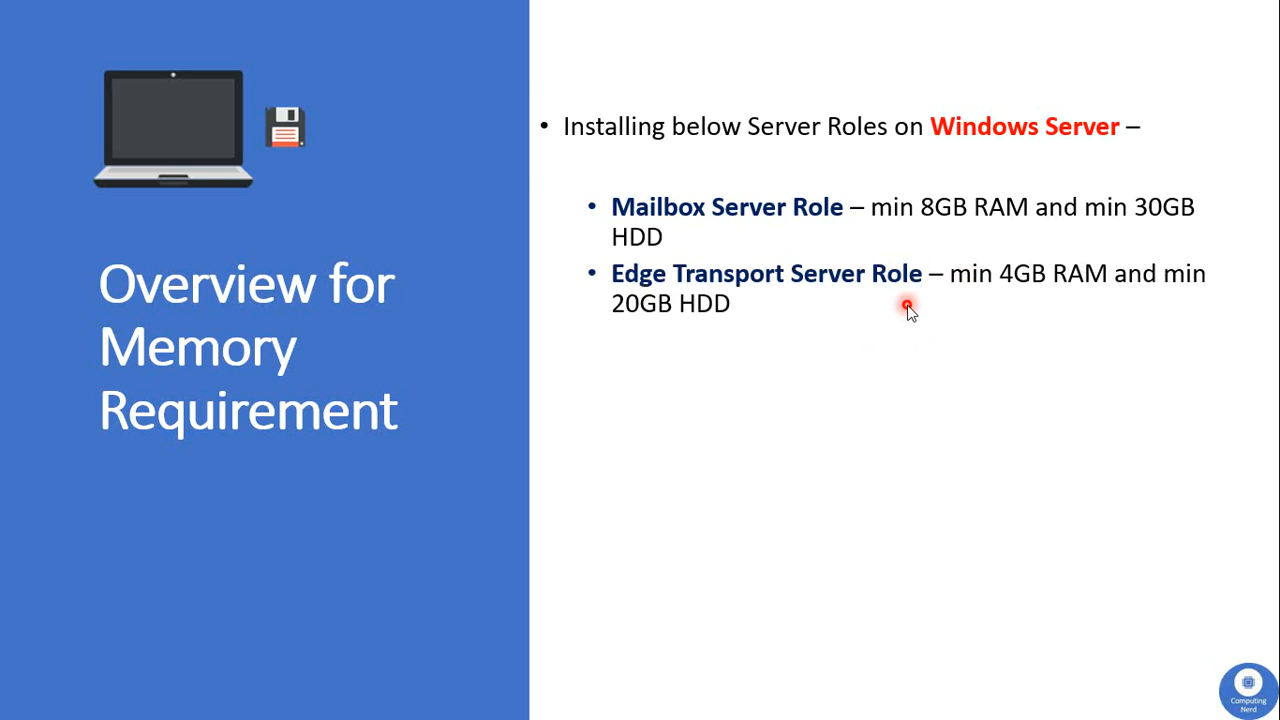 Overview for
Memory
Requirement
• Installing below Server Roles on Windows Server –
• Mailbox Server Role – min 8GB RAM and min 30GB
HDD
• Edge Transport Server Role – min 4GB RAM and min
20GB HDD
Computing
Nerd